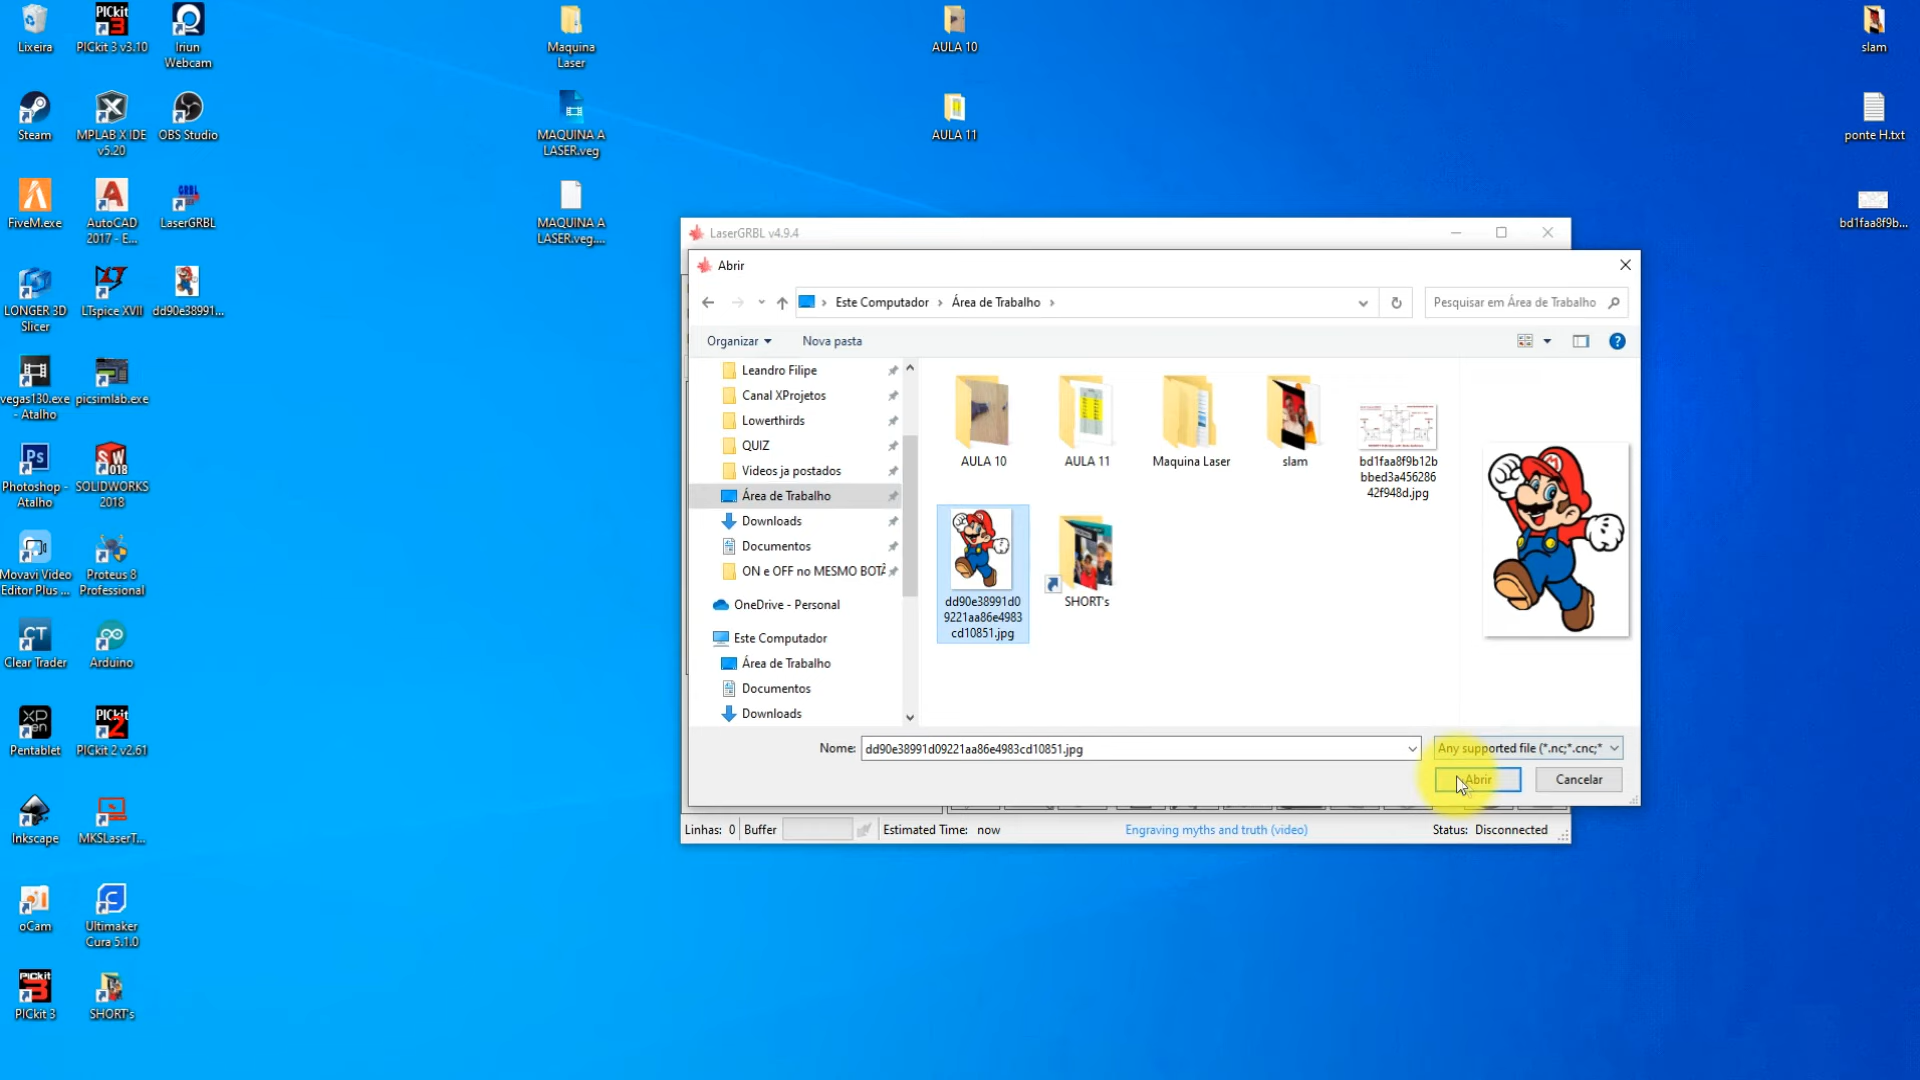 Lixeira
PICkit 3 v3.10
Iriun
Webcam
Maquina
Laser
AULA 10
slam
Steam
MPLAB X IDE
v5.20
OBS Studio
MAQUINA A
LASER.veg
AULA 11
ponte H.txt
FiveM.exe
AutoCAD
2017 - E...
GRBL
LaserGRBL
MAQUINA A
LASER.veg....
bd1faa8f9b...
LONGER 3D
Slicer
LTspice XVII
dd90e38991...
vegas130.exe
- Atalho
picsimlab.exe
Photoshop -
Atalho
SOLIDWORKS
2018
Movavi Video
Editor Plus ...
Proteus 8
Professional
Clear Trader
Arduino
Pentablet
PICkit 2 v2.61
Inkscape
MKSLaserT...
oCam
Ultimaker
Cura 5.1.0
PICkit 3
SHORT's
LaserGRBL v4.9.4
Abrir
Este Computador
Área de Trabalho
Pesquisar em Área de Trabalho
Organizar
Nova pasta
Leandro Filipe
Canal XProjetos
Lowerthirds
QUIZ
Videos ja postados
Área de Trabalho
Downloads
Documentos
ON e OFF no MESMO BOTÃ
OneDrive - Personal
Este Computador
Área de Trabalho
Documentos
Downloads
AULA 10
AULA 11
Maquina Laser
slam
bd1faa8f9b12b
bbed3a456286
42f948d.jpg
dd90e38991d0
9221aa86e4983
cd10851.jpg
SHORT's
Nome:
dd90e38991d09221aa86e4983cd10851.jpg
Any supported file (*.nc;*.cnc;*
Abrir
Cancelar
Linhas: 0
Buffer
Estimated Time: now
Engraving myths and truth (video)
Status: Disconnected